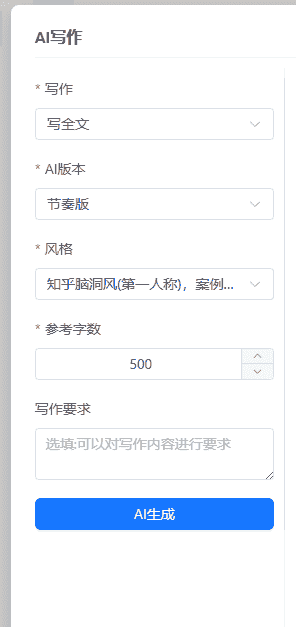 AI写作
* 写作
写全文
* AI版本
节奏版
* 风格
知乎脑洞风(第一人称)，案例...
* 参考字数
500
写作要求
选填:可以对写作内容进行要求
AI生成